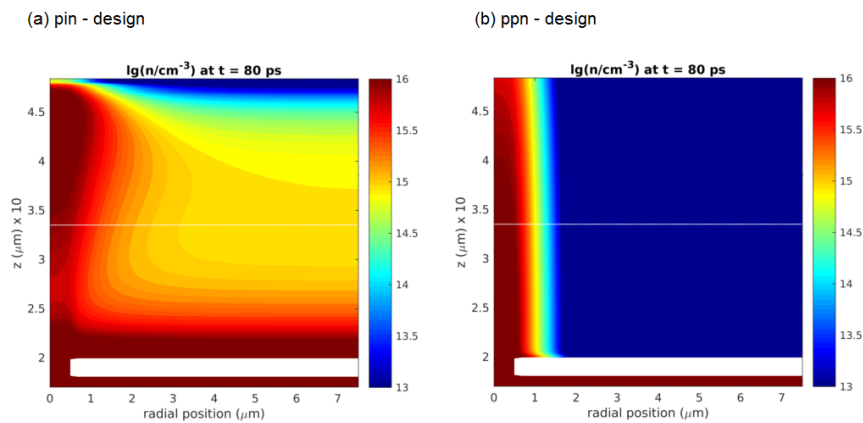 (a) pin - design
(b) ppn - design
lg(n/cm⁻³) at t = 80 ps
16
15.5
15
14.5
14
13.5
13
4.5
4
3.5
3
2.5
2
z (μm) x 10
0 1 2 3 4 5 6 7
radial position (μm)
lg(n/cm⁻³) at t = 80 ps
16
15.5
15
14.5
14
13.5
13
4.5
4
3.5
3
2.5
2
z (μm) x 10
0 1 2 3 4 5 6 7
radial position (μm)